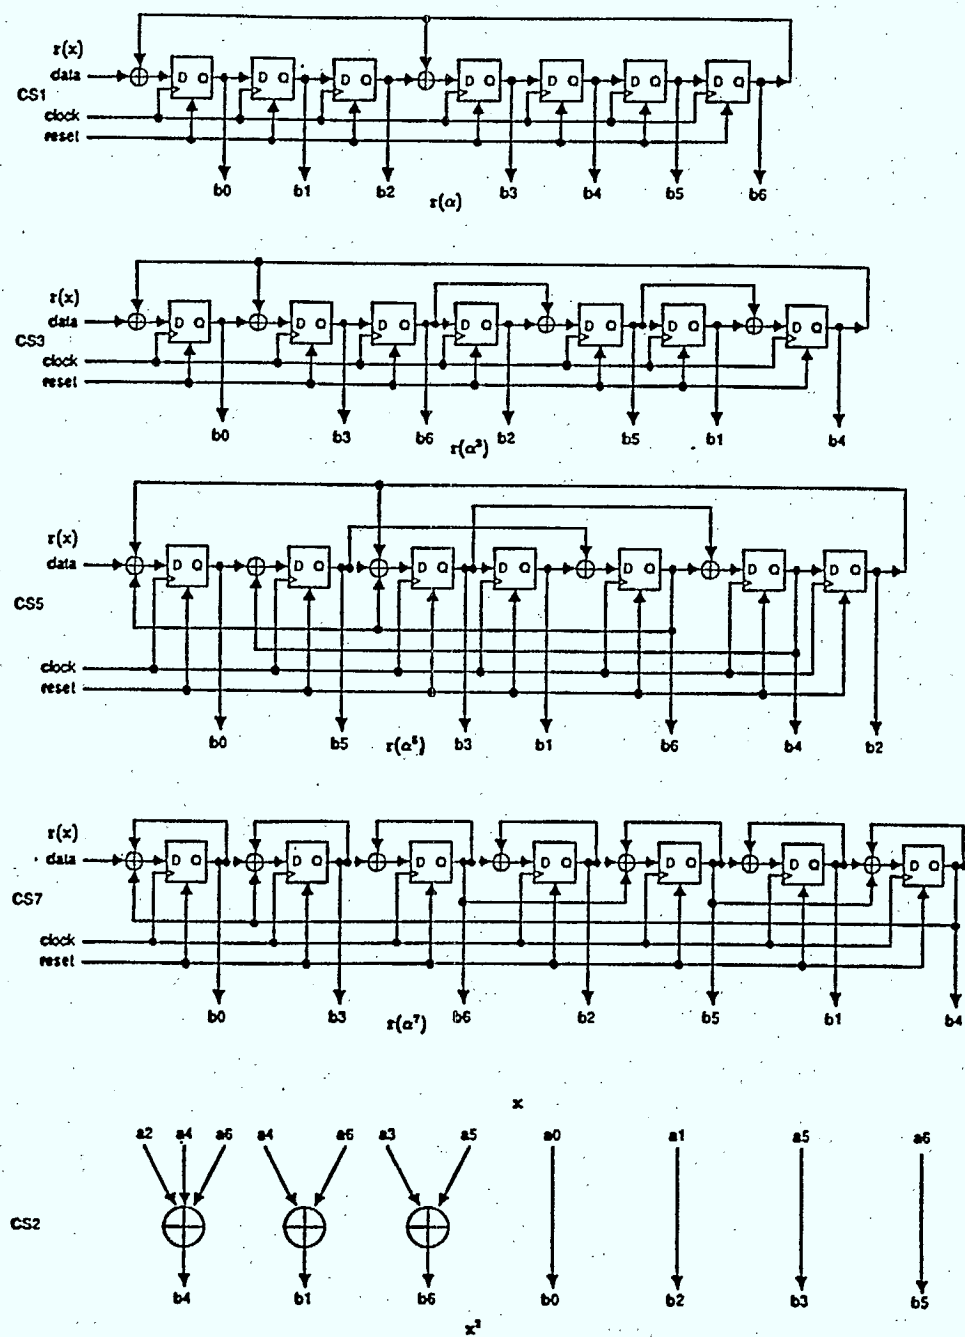 r(x)
data
CS1
clock
reset
D Q D Q D Q D Q D Q D Q D Q
b0 b1 b2 b3 b4 b5 b6
r(α)
r(x)
data
CS3
clock
reset
D Q D Q D Q D Q D Q D Q D Q
b0 b3 b6 b2 b5 b1 b4
r(α³)
r(x)
data
CS5
clock
reset
D Q D Q D Q D Q D Q D Q D Q
b0 b5 b3 b1 b6 b4 b2
r(α⁵)
r(x)
data
CS7
clock
reset
D Q D Q D Q D Q D Q D Q D Q
b0 b3 b6 b2 b5 b1 b4
r(α⁷)
x
a2 a4 a6 a4 a6 a3 a5 a0 a1 a5 a6
CS2
b4 b1 b6 b0 b2 b3 b5
x²